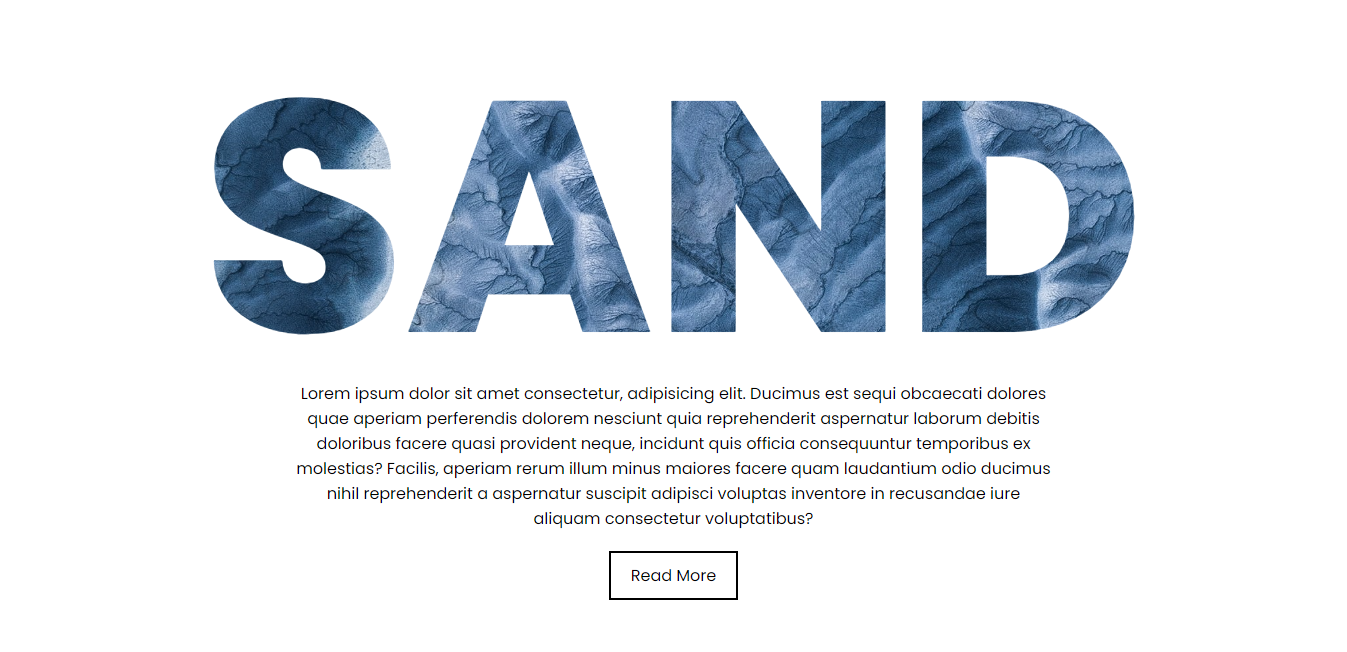 SAND
Lorem ipsum dolor sit amet consectetur, adipisicing elit. Ducimus est sequi obcaecati dolores
quae aperiam perferendis dolorem nesciunt quia reprehenderit aspernatur laborum debitis
doloribus facere quasi provident neque, incidunt quis officia consequuntur temporibus ex
molestias? Facilis, aperiam rerum illum minus maiores facere quam laudantium odio ducimus
nihil reprehenderit a aspernatur suscipit adipisci voluptas inventore in recusandae iure
aliquam consectetur voluptatibus?
Read More